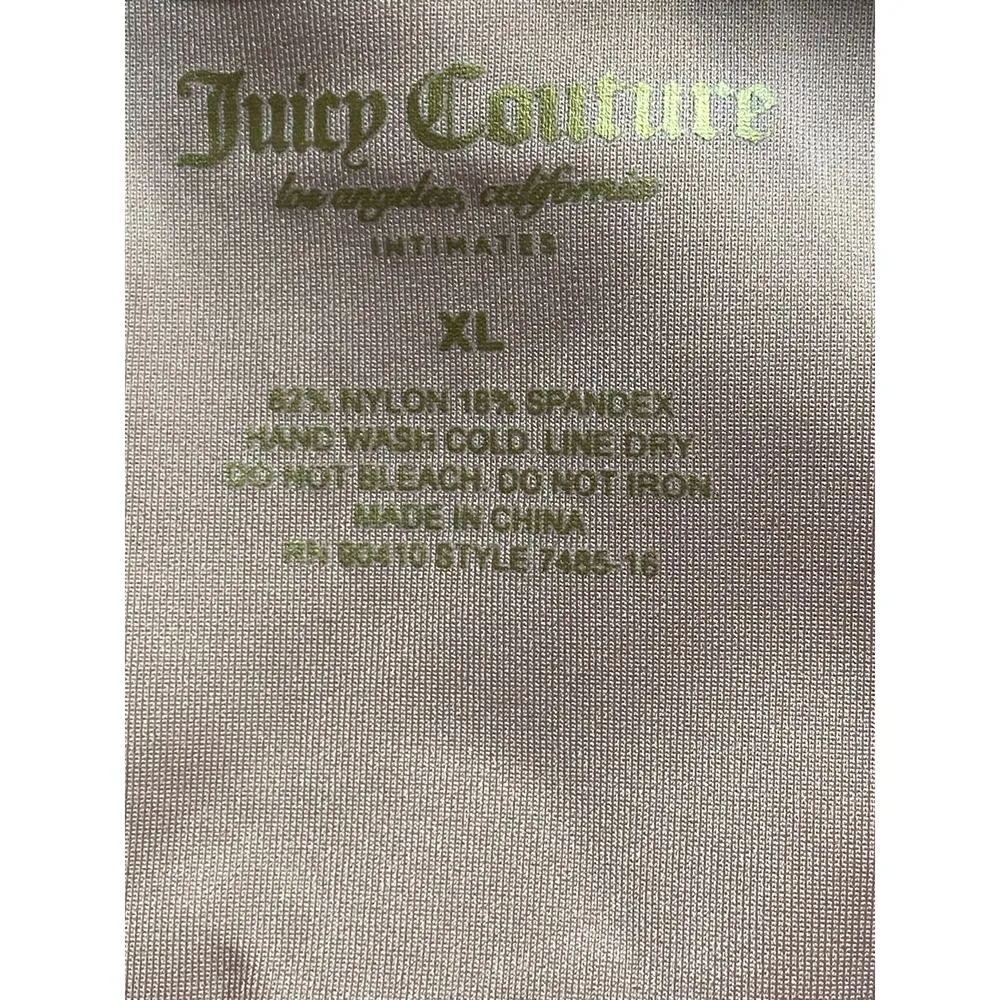 Juicy Couture
los angeles, california
INTIMATES
XL
82% NYLON 18% SPANDEX
HAND WASH COLD. LINE DRY
DO NOT BLEACH. DO NOT IRON
MADE IN CHINA
RN 90410 STYLE 7485-16